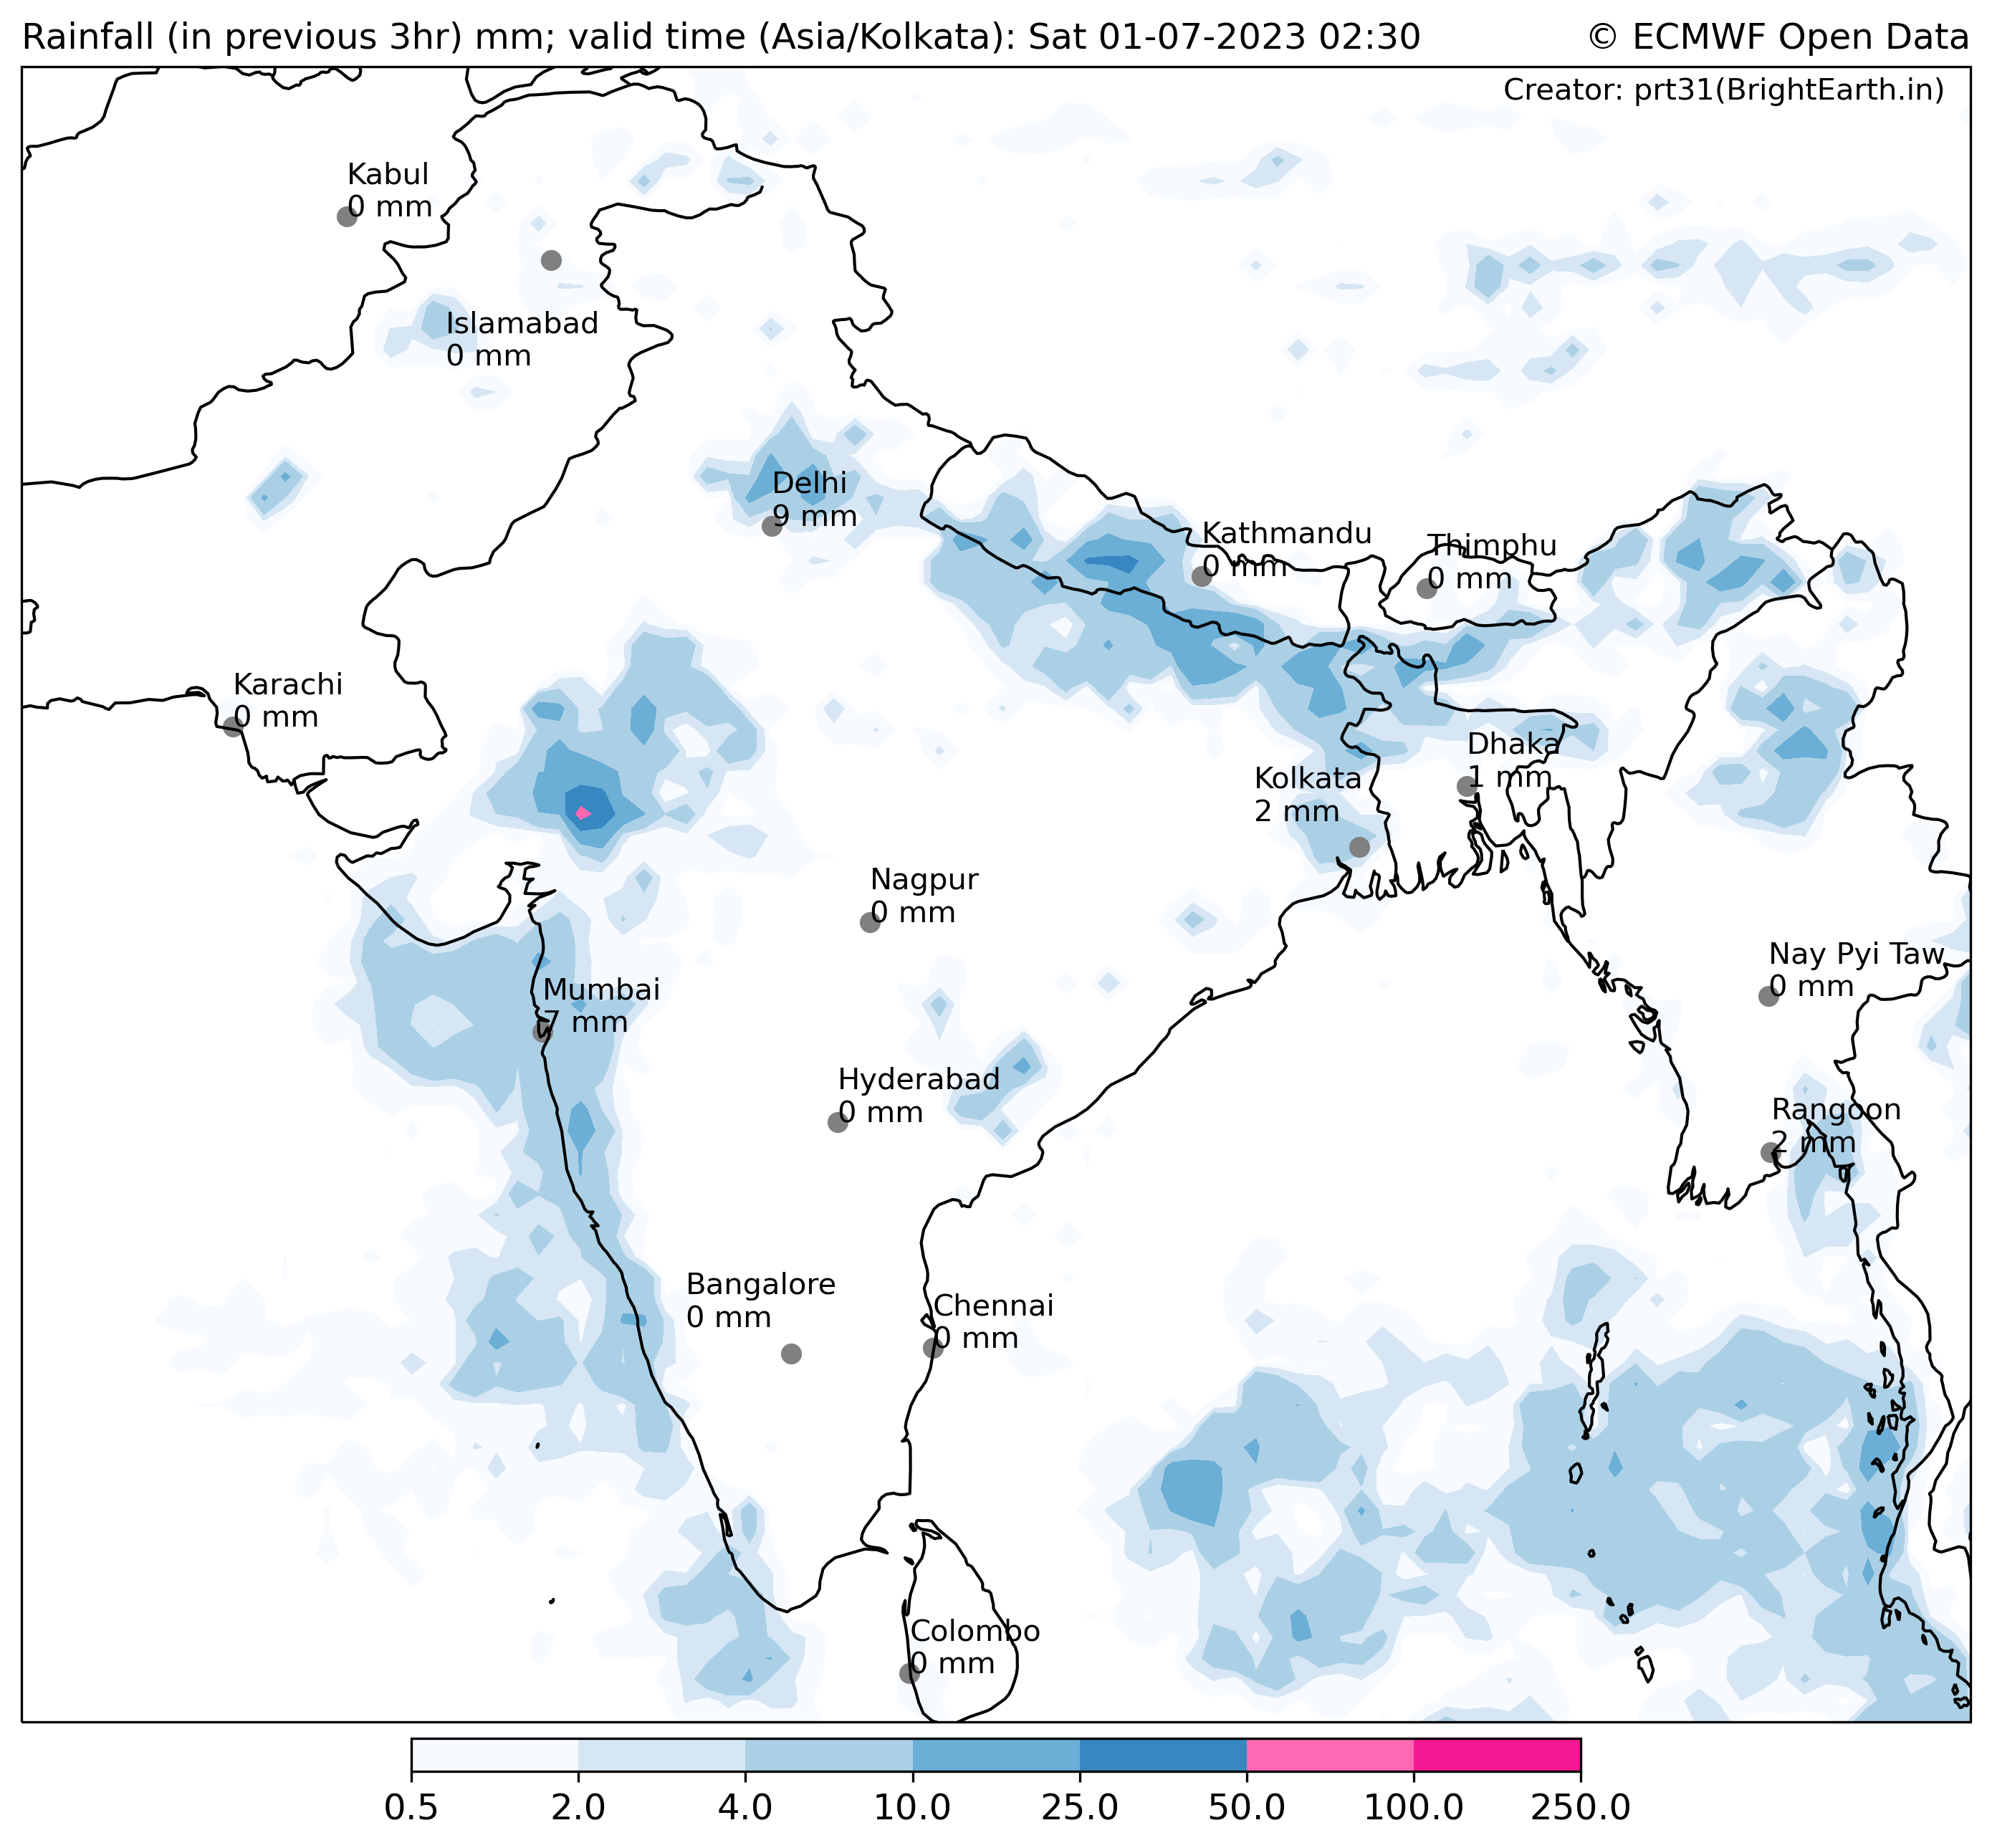 Rainfall (in previous 3hr) mm; valid time (Asia/Kolkata): Sat 01-07-2023 02:30
© ECMWF Open Data
Creator: prt31(BrightEarth.in)
Kabul
0 mm
Islamabad
0 mm
Delhi
9 mm
Kathmandu
0 mm
Thimphu
0 mm
Karachi
0 mm
Dhaka
1 mm
Kolkata
2 mm
Nagpur
0 mm
Nay Pyi Taw
0 mm
Mumbai
7 mm
Hyderabad
0 mm
Rangoon
2 mm
Bangalore
0 mm
Chennai
0 mm
Colombo
0 mm
0.5 2.0 4.0 10.0 25.0 50.0 100.0 250.0